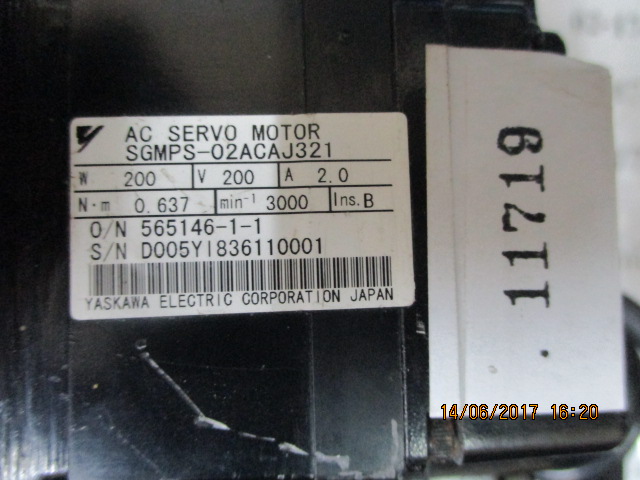 AC SERVO MOTOR
SGMPS-02ACAJ321
W 200 V 200 A 2.0
N·m 0.637 min⁻¹ 3000 Ins.B
O/N 565146-1-1
S/N D005YI836110001
YASKAWA ELECTRIC CORPORATION JAPAN
. 11719
14/06/2017 16:20